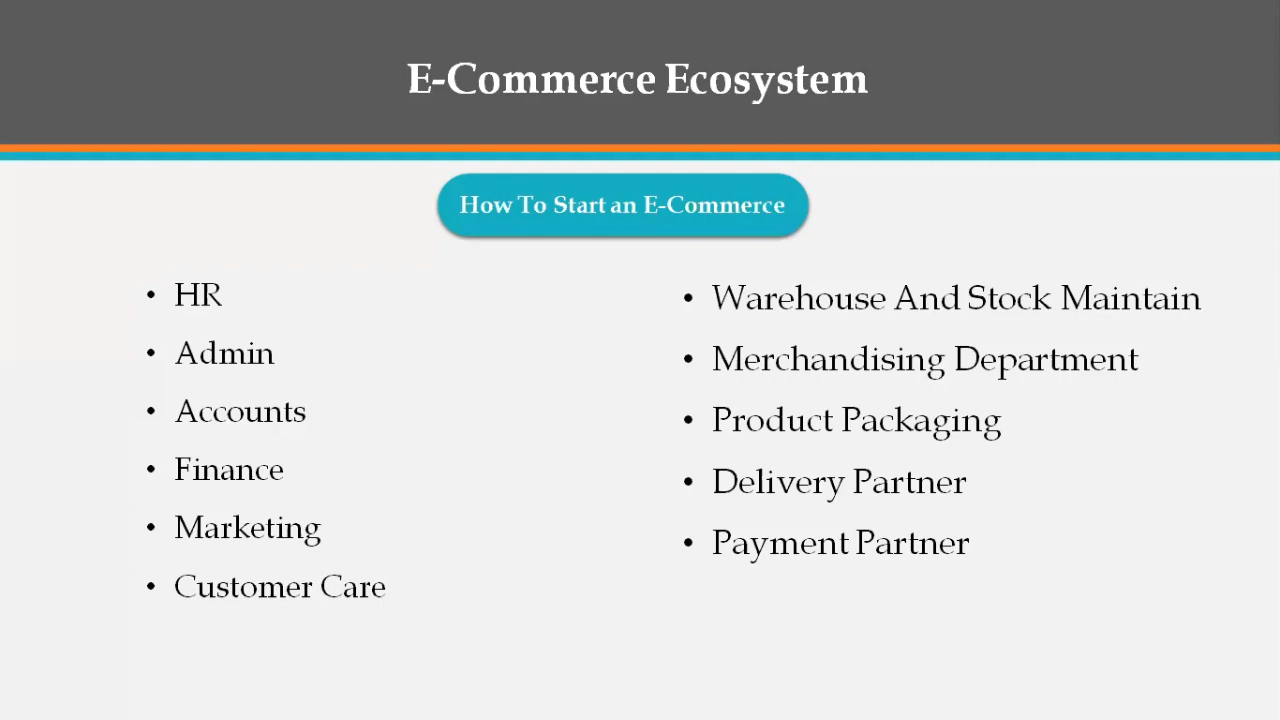 E-Commerce Ecosystem
How To Start an E-Commerce
• HR
• Admin
• Accounts
• Finance
• Marketing
• Customer Care
• Warehouse And Stock Maintain
• Merchandising Department
• Product Packaging
• Delivery Partner
• Payment Partner